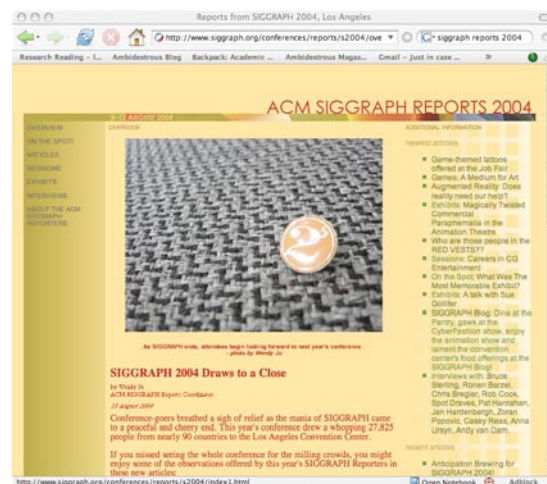 Reports from SIGGRAPH 2004, Los Angeles
http://www.siggraph.org/conferences/reports/s2004/ove
siggraph reports 2004
Research Reading – I... Ambidextrous Blog Backpack: Academic ... Ambidextrous Magaz... Gmail – Just in case ... »
ACM SIGGRAPH REPORTS 2004
8-12 AUGUST 2004
OVERVIEW
ON THE SPOT!
ARTICLES
SESSIONS
EXHIBITS
INTERVIEWS
ABOUT THE ACM
SIGGRAPH
REPORTERS
OVERVIEW
2
As SIGGRAPH ends, attendees begin looking forward to next year's conference.
- photo by Wendy Ju
SIGGRAPH 2004 Draws to a Close
by Wendy Ju
ACM SIGGRAPH Reports Coordinator
13 August 2004
Conference-goers breathed a sigh of relief as the mania of SIGGRAPH came
to a peaceful and cheery end. This year's conference drew a whopping 27,825
people from nearly 90 countries to the Los Angeles Convention Center.
If you missed seeing the whole conference for the milling crowds, you might
enjoy some of the observations offered by this year's SIGGRAPH Reporters in
these new articles:
ADDITIONAL INFORMATION
newest articles
Game-themed tattoos
offered at the Job Fair
Games: A Medium for Art
Augmented Reality: Does
reality need our help?
Exhibits: Magically Twisted
Commercial
Paraphernalia in the
Animation Theatre
Who are those people in the
RED VESTS??
Sessions: Careers in CG
Entertainment
On the Spot: What Was The
Most Memorable Exhibit?
Exhibits: A talk with Sue
Gollifer
SIGGRAPH Blog: Dina at the
Pantry, gawk at the
CyberFashion show, enjoy
the animation show and
lament the convention
center's food offerings at the
SIGGRAPH Blog!
Interviews with: Bruce
Sterling, Ronen Barzel,
Chris Bregler, Rob Cook,
Spot Draves, Pat Hanrahan,
Jan Hardenbergh, Zoran
Popovic, Casey Reas, Anna
Ursyn, Andy van Dam.
recent articles
Anticipation Brewing for
SIGGRAPH 2004!
http://www.siggraph.org/conferences/reports/s2004/index1.html
Open Notebook
Adblock